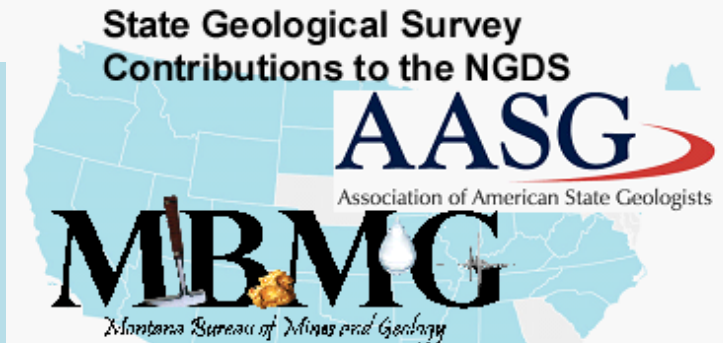 State Geological Survey
Contributions to the NGDS
AASG
Association of American State Geologists
MBMG
Montana Bureau of Mines and Geology